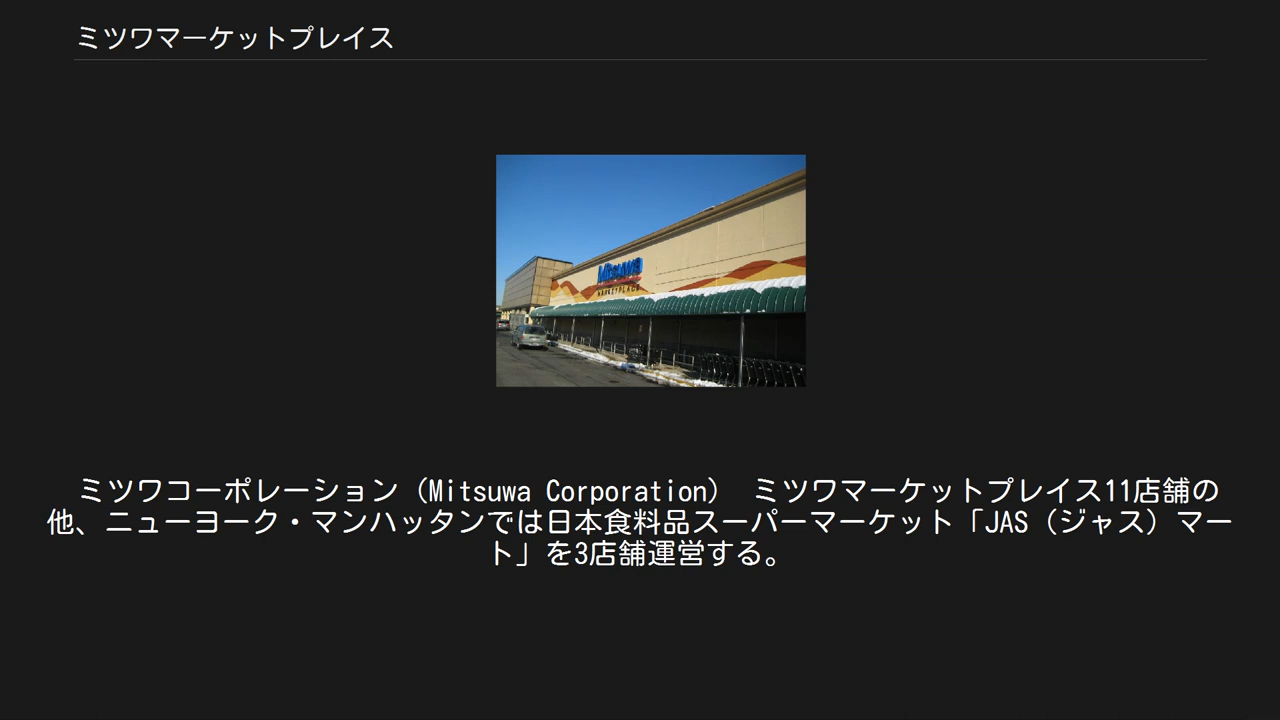 ミツワマーケットプレイス
Mitsuwa
MARKETPLACE
ミツワコーポレーション（Mitsuwa Corporation）　ミツワマーケットプレイス11店舗の
他、ニューヨーク・マンハッタンでは日本食料品スーパーマーケット「JAS（ジャス）マー
ト」を3店舗運営する。